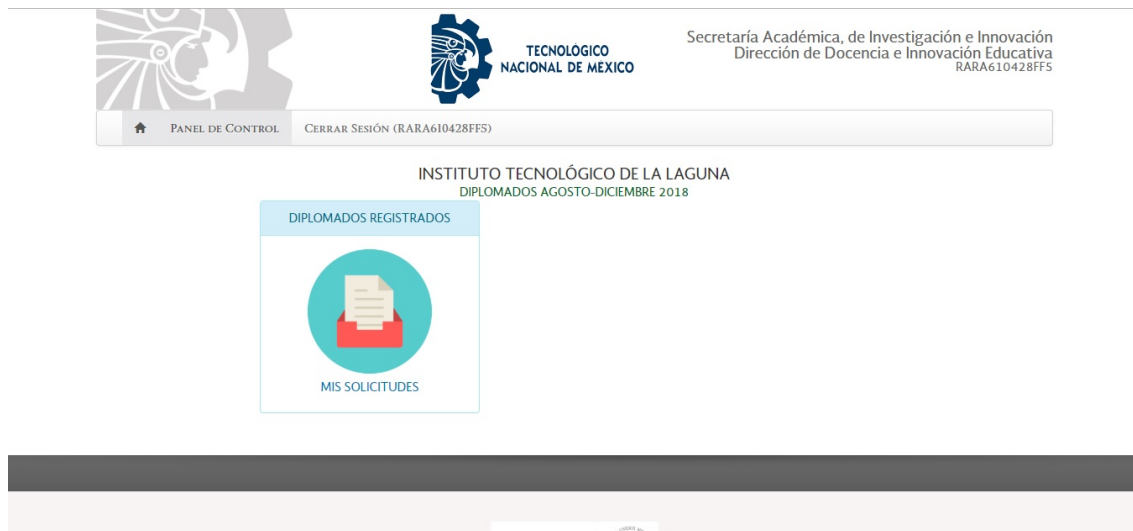 TECNOLÓGICO
NACIONAL DE MÉXICO
Secretaría Académica, de Investigación e Innovación
Dirección de Docencia e Innovación Educativa
RARA610428FF5
PANEL DE CONTROL CERRAR SESIÓN (RARA610428FF5)
INSTITUTO TECNOLÓGICO DE LA LAGUNA
DIPLOMADOS AGOSTO-DICIEMBRE 2018
DIPLOMADOS REGISTRADOS
MIS SOLICITUDES